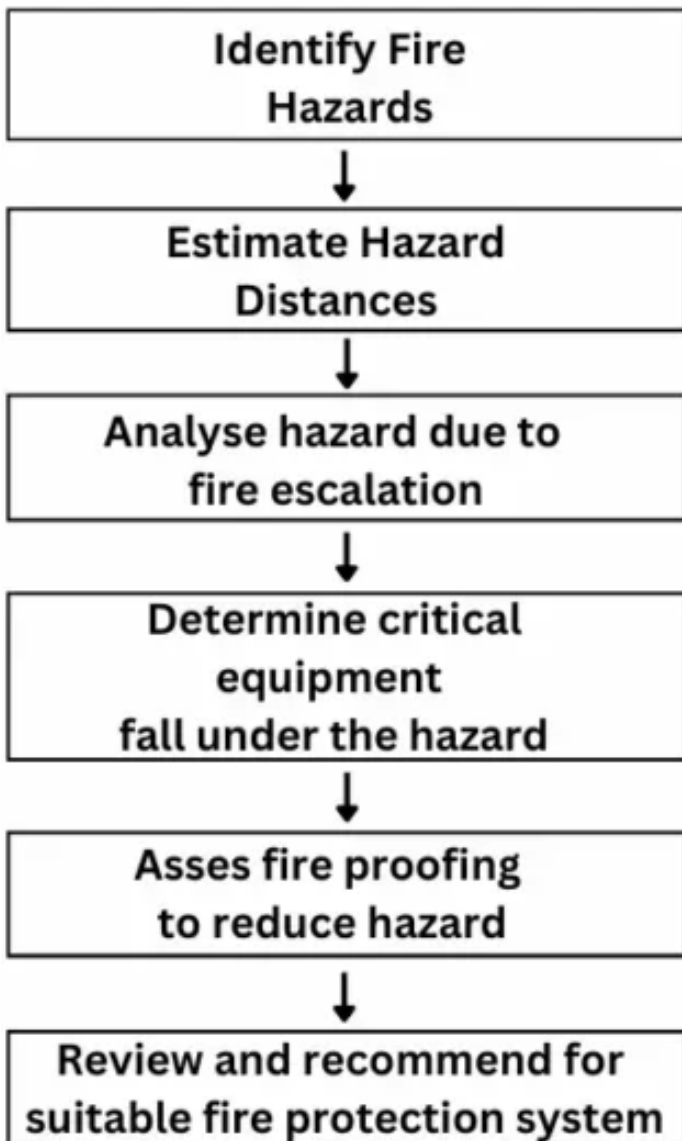 Identify Fire
Hazards
Estimate Hazard
Distances
Analyse hazard due to
fire escalation
Determine critical
equipment
fall under the hazard
Asses fire proofing
to reduce hazard
Review and recommend for
suitable fire protection system